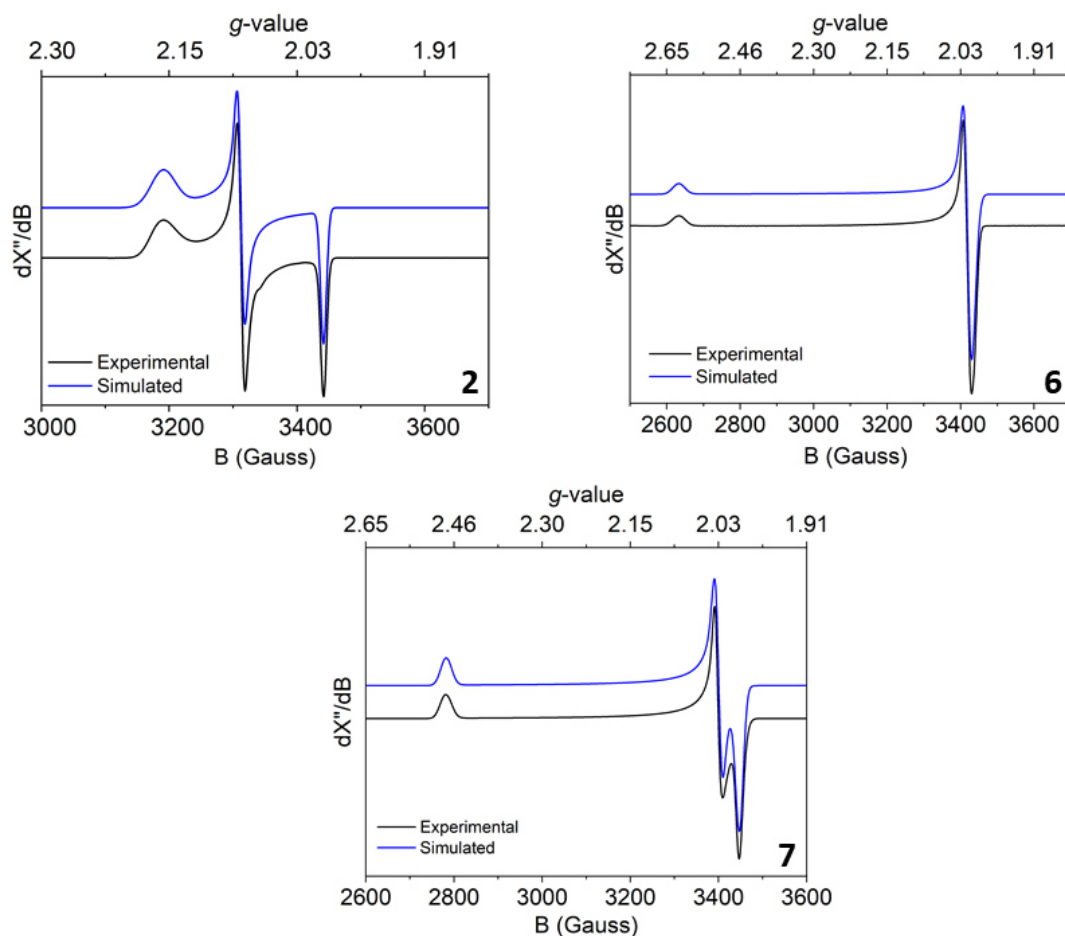 g-value
2.30 2.15 2.03 1.91
dX"/dB
Experimental
Simulated
2
3000 3200 3400 3600
B (Gauss)
g-value
2.65 2.46 2.30 2.15 2.03 1.91
dX"/dB
Experimental
Simulated
6
2600 2800 3000 3200 3400 3600
B (Gauss)
g-value
2.65 2.46 2.30 2.15 2.03 1.91
dX"/dB
Experimental
Simulated
7
2600 2800 3000 3200 3400 3600
B (Gauss)